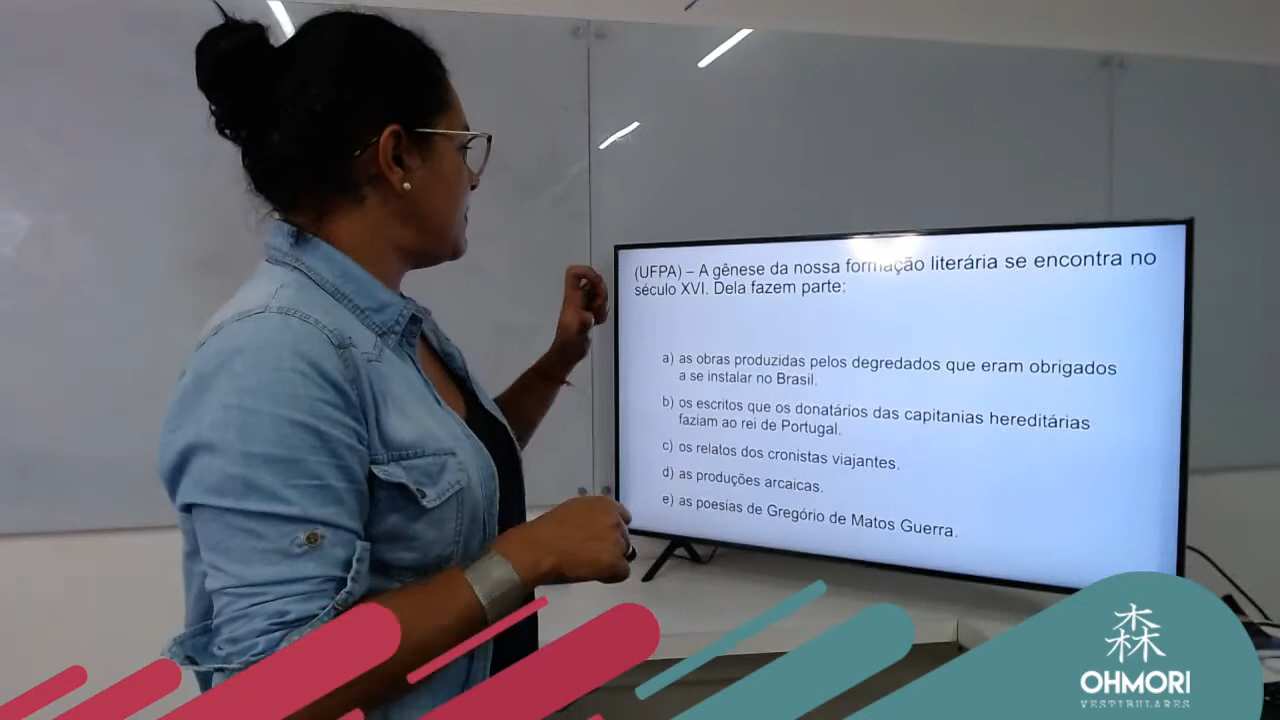 (UFPA) – A gênese da nossa formação literária se encontra no
século XVI. Dela fazem parte:
a) as obras produzidas pelos degredados que eram obrigados
a se instalar no Brasil.
b) os escritos que os donatários das capitanias hereditárias
faziam ao rei de Portugal.
c) os relatos dos cronistas viajantes.
d) as produções arcaicas.
e) as poesías de Gregório de Matos Guerra.
森
OHMORI
VESTIBULARES